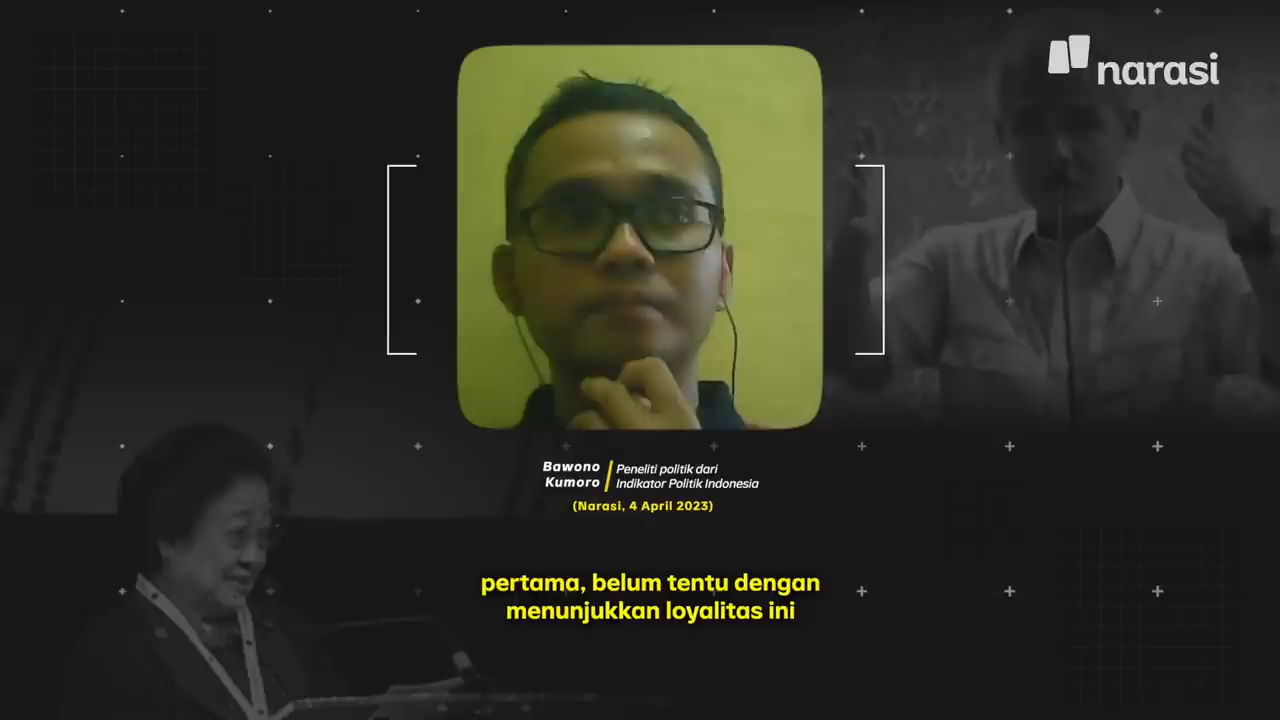 narasi
Bawono
Kumoro
Peneliti politik dari
Indikator Politik Indonesia
(Narasi, 4 April 2023)
pertama, belum tentu dengan
menunjukkan loyalitas ini